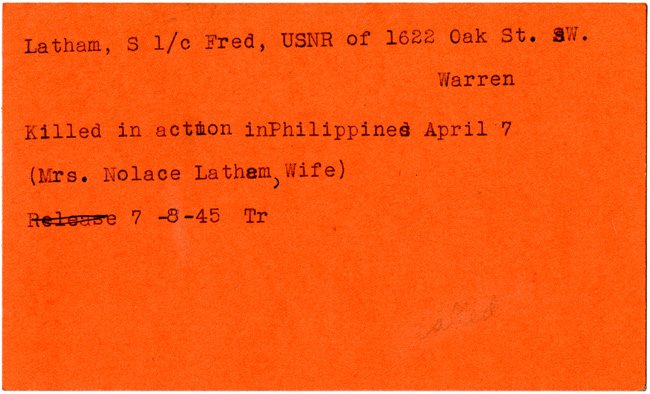 Latham, S 1/c Fred, USNR of 1622 Oak St. SW.
Warren
Killed in action inPhilippines April 7
(Mrs. Nolace Latham, Wife)
Release 7 -8-45 Tr
called